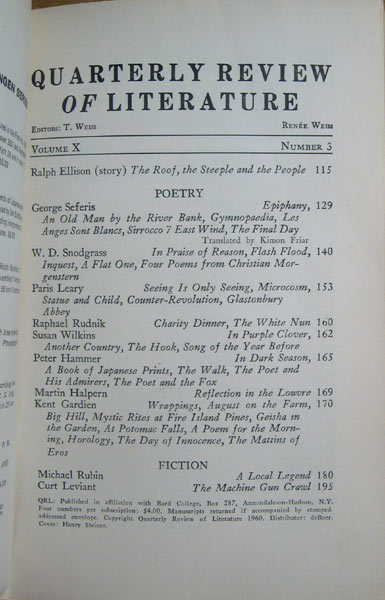 QUARTERLY REVIEW
OF LITERATURE
EDITORS: T. WEISS RENÉE WEISS
VOLUME X NUMBER 3
Ralph Ellison (story) The Roof, the Steeple and the People 115
POETRY
George Seferis Epiphany, 129
An Old Man by the River Bank, Gymnopaedia, Les
Anges Sont Blancs, Sirrocco 7 East Wind, The Final Day
Translated by Kimon Friar
W. D. Snodgrass In Praise of Reason, Flash Flood, 140
Inquest, A Flat One, Four Poems from Christian Mor-
genstern
Paris Leary Seeing Is Only Seeing, Microcosm, 153
Statue and Child, Counter-Revolution, Glastonbury
Abbey
Raphael Rudnik Charity Dinner, The White Nun 160
Susan Wilkins In Purple Clover, 162
Another Country, The Hook, Song of the Year Before
Peter Hammer In Dark Season, 165
A Book of Japanese Prints, The Walk, The Poet and
His Admirers, The Poet and the Fox
Martin Halpern Reflection in the Louvre 169
Kent Gardien Wrappings, August on the Farm, 170
Big Hill, Mystic Rites at Fire Island Pines, Geisha in
the Garden, At Potomac Falls, A Poem for the Morn-
ing, Horology, The Day of Innocence, The Mattins of
Eros
FICTION
Michael Rubin A Local Legend 180
Curt Leviant The Machine Gun Crawl 195
QRL: Published in affiliation with Bard College, Box 287, Annandale-on-Hudson, N.Y.
Four numbers per subscription: $4.00. Manuscripts returned if accompanied by stamped,
addressed envelope. Copyright Quarterly Review of Literature 1960. Distributor: deBoer.
Cover: Henry Steiner.